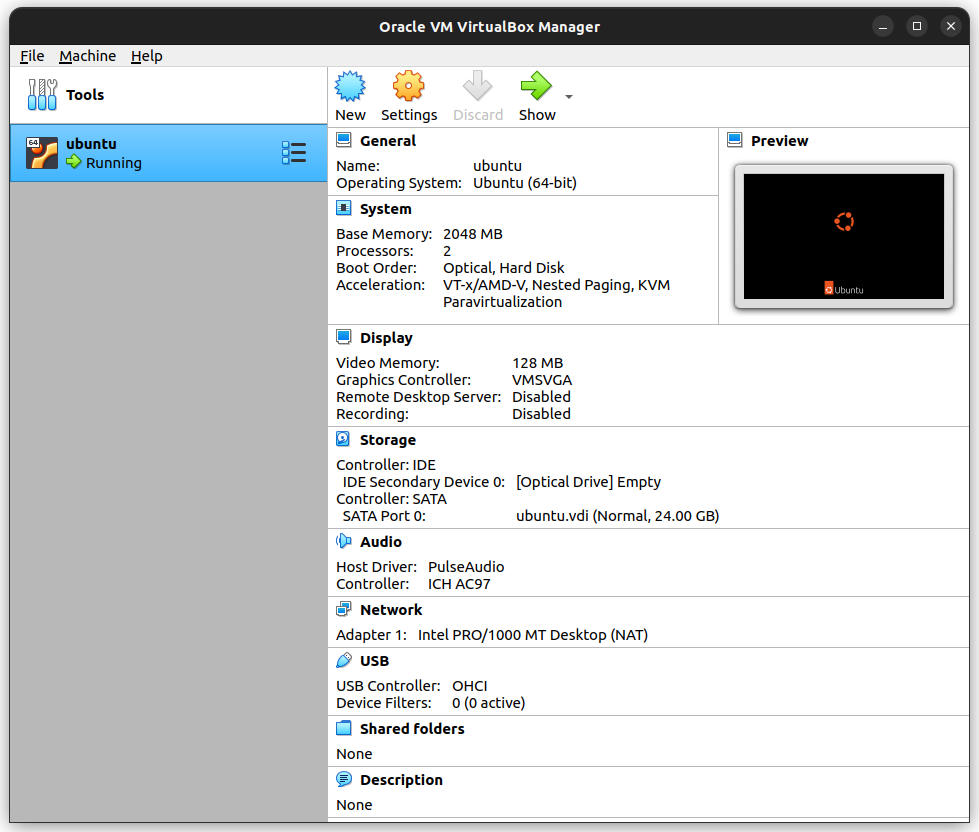 Oracle VM VirtualBox Manager
File Machine Help
Tools
New Settings Discard Show
64
ubuntu
Running
General
Name: ubuntu
Operating System: Ubuntu (64-bit)
Preview
Ubuntu
System
Base Memory: 2048 MB
Processors: 2
Boot Order: Optical, Hard Disk
Acceleration: VT-x/AMD-V, Nested Paging, KVM
Paravirtualization
Display
Video Memory: 128 MB
Graphics Controller: VMSVGA
Remote Desktop Server: Disabled
Recording: Disabled
Storage
Controller: IDE
IDE Secondary Device 0: [Optical Drive] Empty
Controller: SATA
SATA Port 0: ubuntu.vdi (Normal, 24.00 GB)
Audio
Host Driver: PulseAudio
Controller: ICH AC97
Network
Adapter 1: Intel PRO/1000 MT Desktop (NAT)
USB
USB Controller: OHCI
Device Filters: 0 (0 active)
Shared folders
None
Description
None